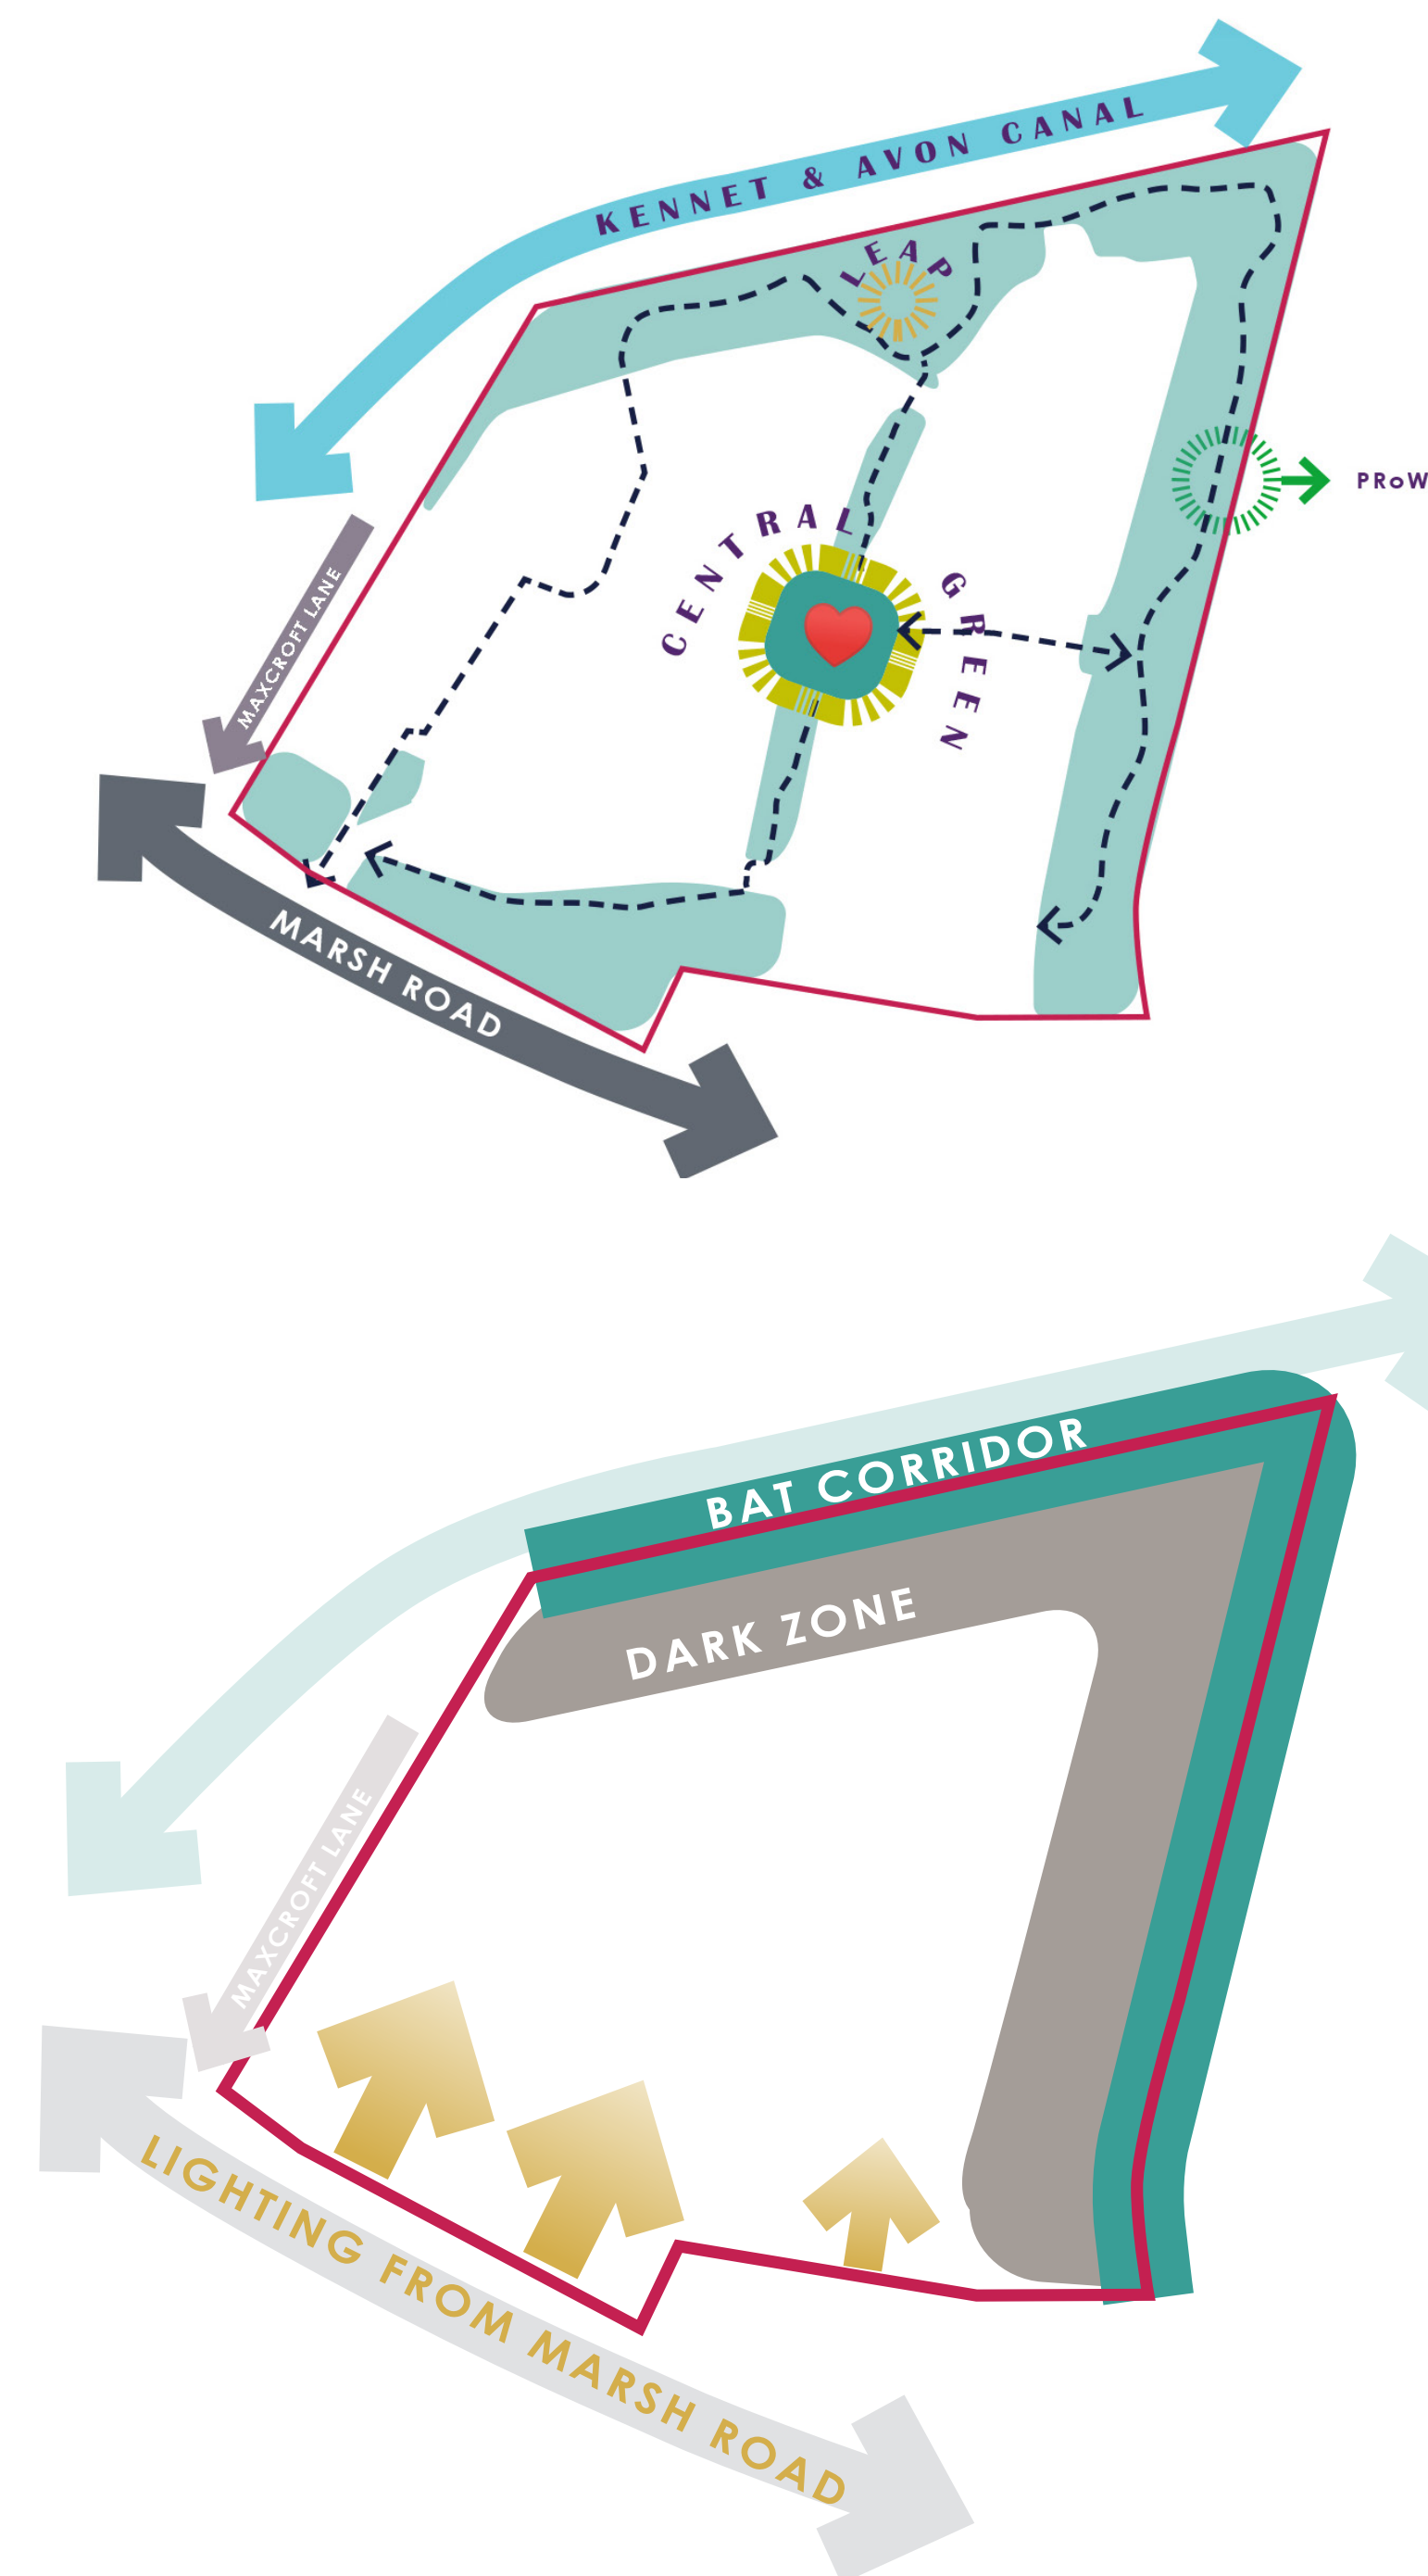 KENNET & AVON CANAL
LEAP
PRoW
CENTRAL GREEN
MAXCROFT LANE
MARSH ROAD
BAT CORRIDOR
DARK ZONE
MAXCROFT LANE
LIGHTING FROM MARSH ROAD